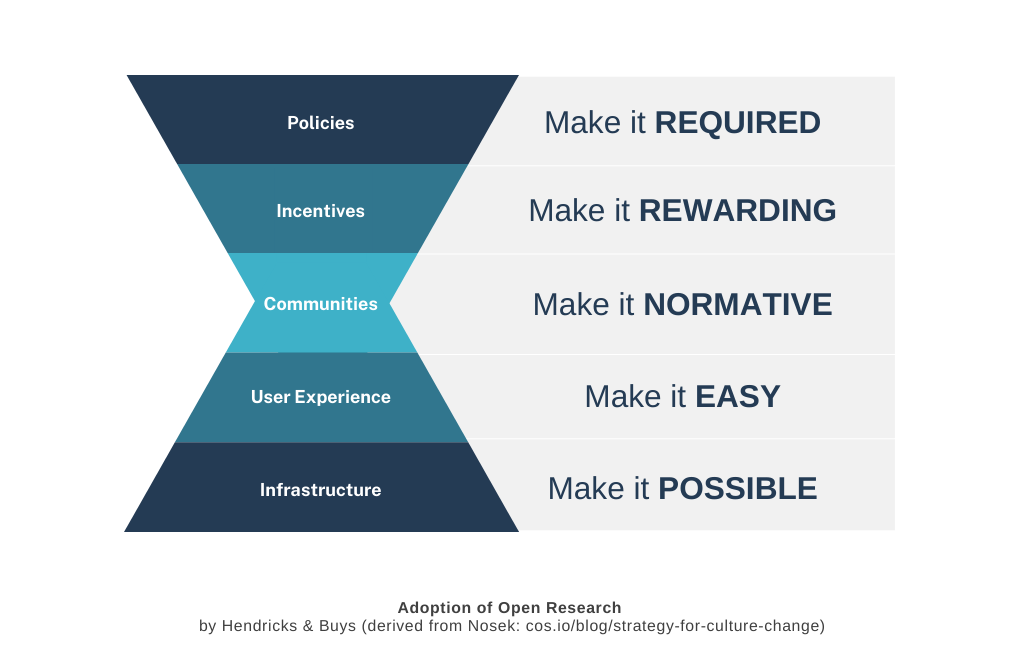 Policies
Make it REQUIRED
Incentives
Make it REWARDING
Communities
Make it NORMATIVE
User Experience
Make it EASY
Infrastructure
Make it POSSIBLE
Adoption of Open Research
by Hendricks & Buys (derived from Nosek: cos.io/blog/strategy-for-culture-change)